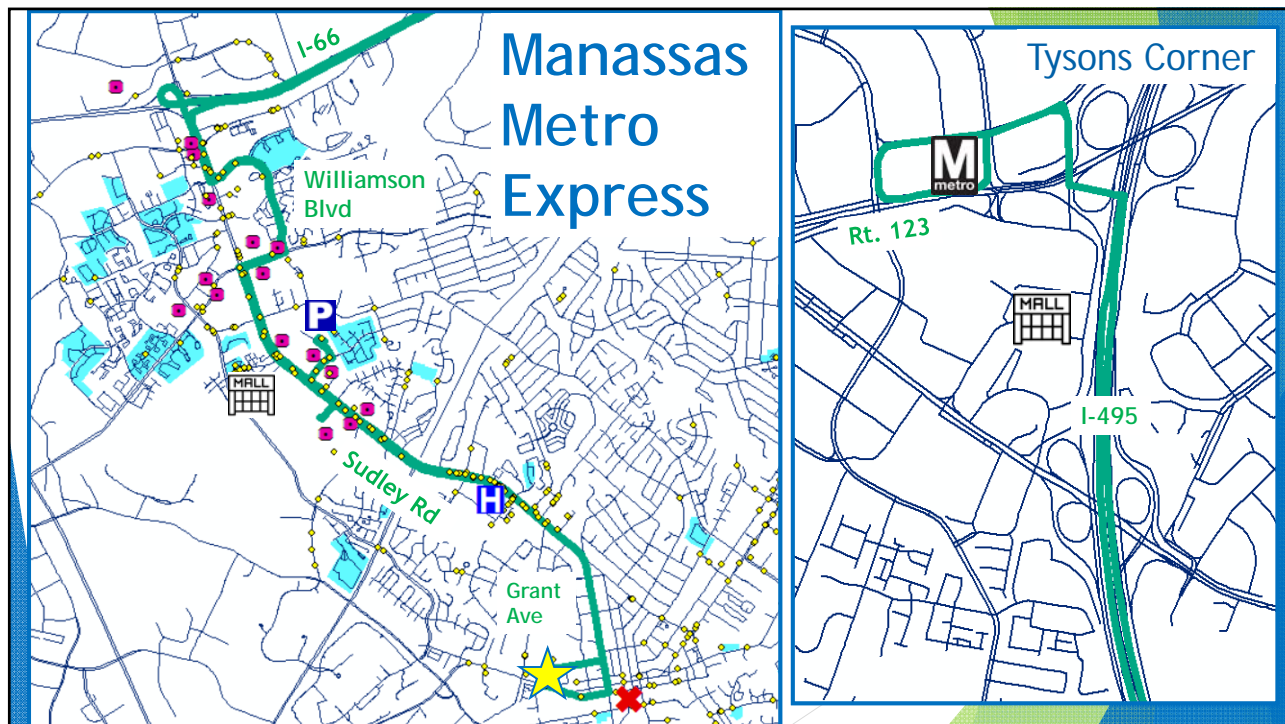 Manassas
Metro
Express
I-66
Williamson
Blvd
P
MALL
Sudley Rd
H
Grant
Ave
Tysons Corner
M
metro
Rt. 123
MALL
I-495